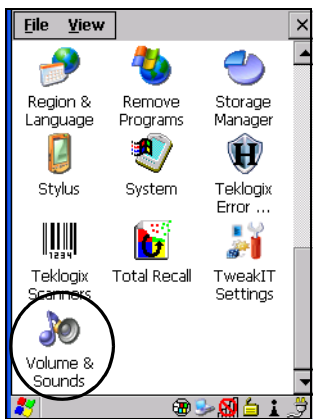 File View
Region &
Language
Remove
Programs
Storage
Manager
Stylus
System
Teklogix
Error ...
Teklogix
Scanners
Total Recall
TweakIT
Settings
Volume &
Sounds